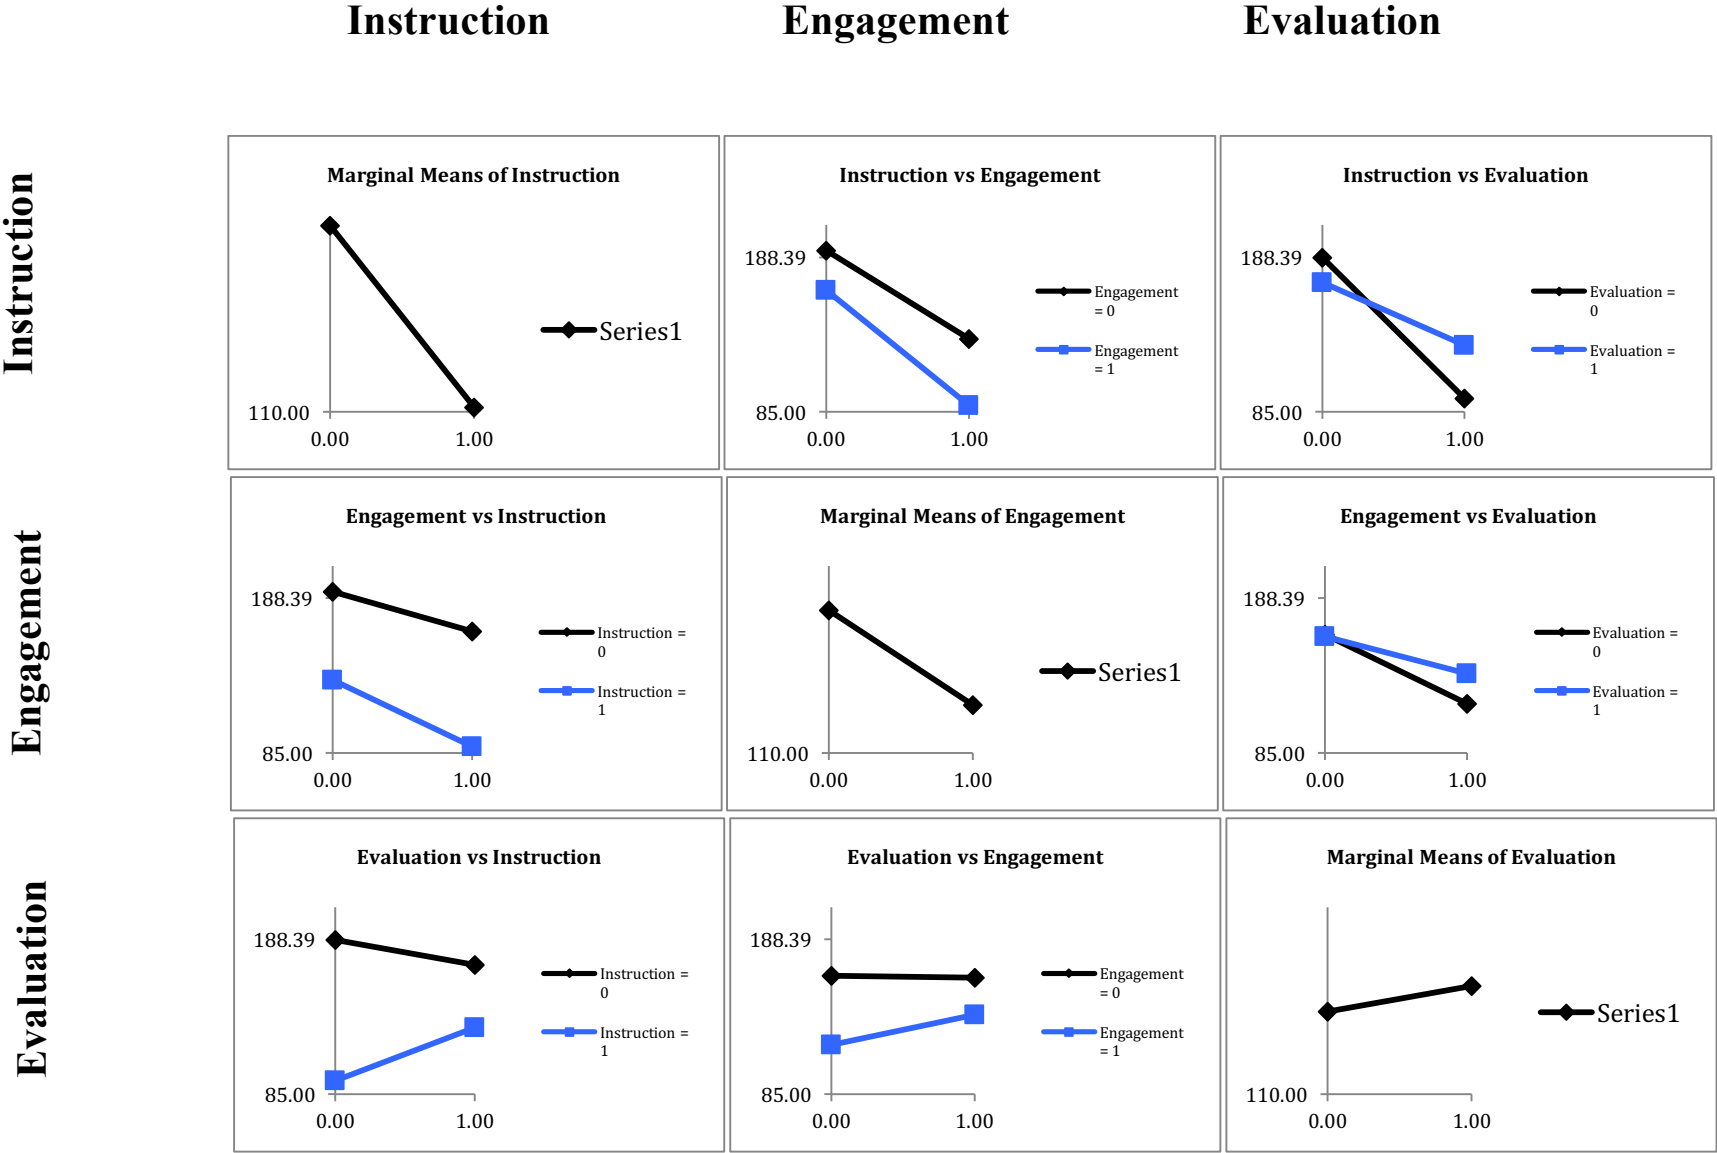 Instruction Engagement Evaluation
Instruction
Marginal Means of Instruction
110.00
0.00 1.00
Series1
Instruction vs Engagement
188.39
85.00
0.00 1.00
Engagement
= 0
Engagement
= 1
Instruction vs Evaluation
188.39
85.00
0.00 1.00
Evaluation =
0
Evaluation =
1
Engagement
Engagement vs Instruction
188.39
85.00
0.00 1.00
Instruction =
0
Instruction =
1
Marginal Means of Engagement
110.00
0.00 1.00
Series1
Engagement vs Evaluation
188.39
85.00
0.00 1.00
Evaluation =
0
Evaluation =
1
Evaluation
Evaluation vs Instruction
188.39
85.00
0.00 1.00
Instruction =
0
Instruction =
1
Evaluation vs Engagement
188.39
85.00
0.00 1.00
Engagement
= 0
Engagement
= 1
Marginal Means of Evaluation
110.00
0.00 1.00
Series1